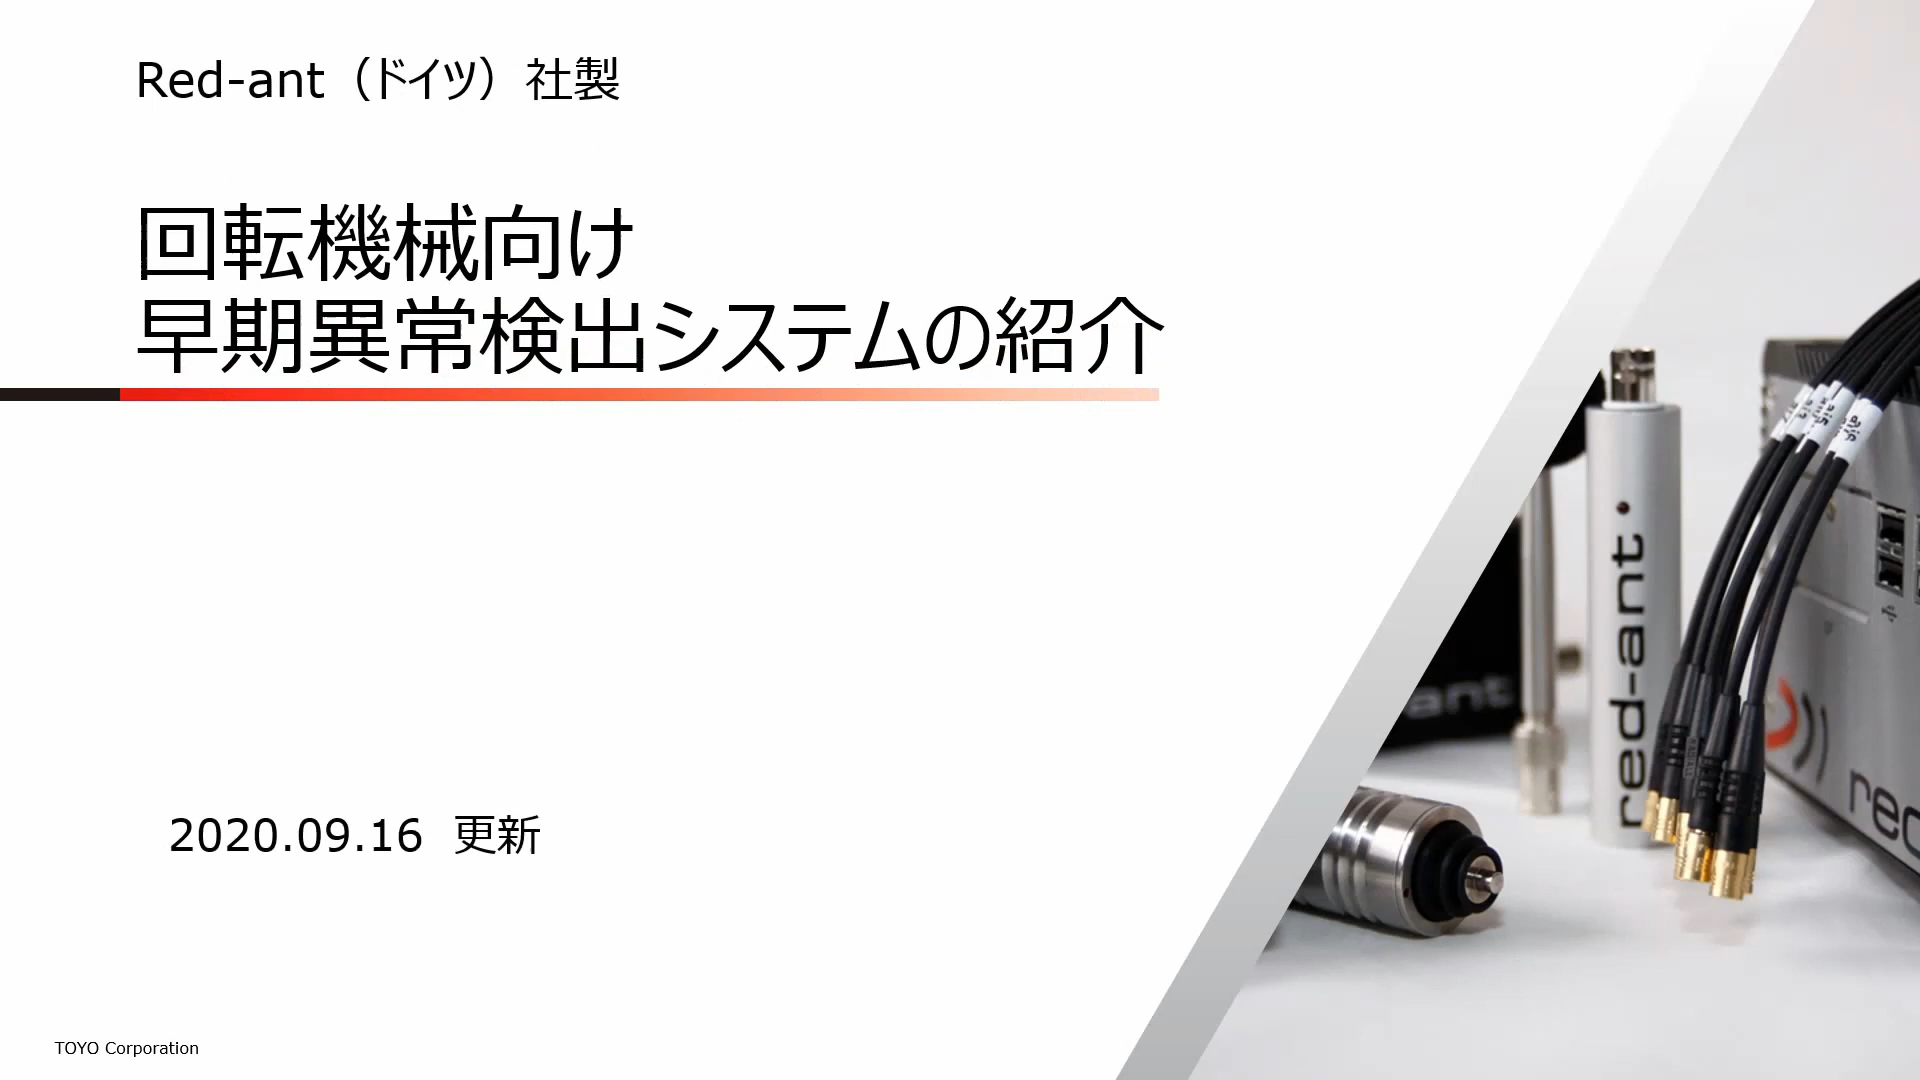 Red-ant（ドイツ）社製
回転機械向け
早期異常検出システムの紹介
2020.09.16 更新
TOYO Corporation
red-ant
ant